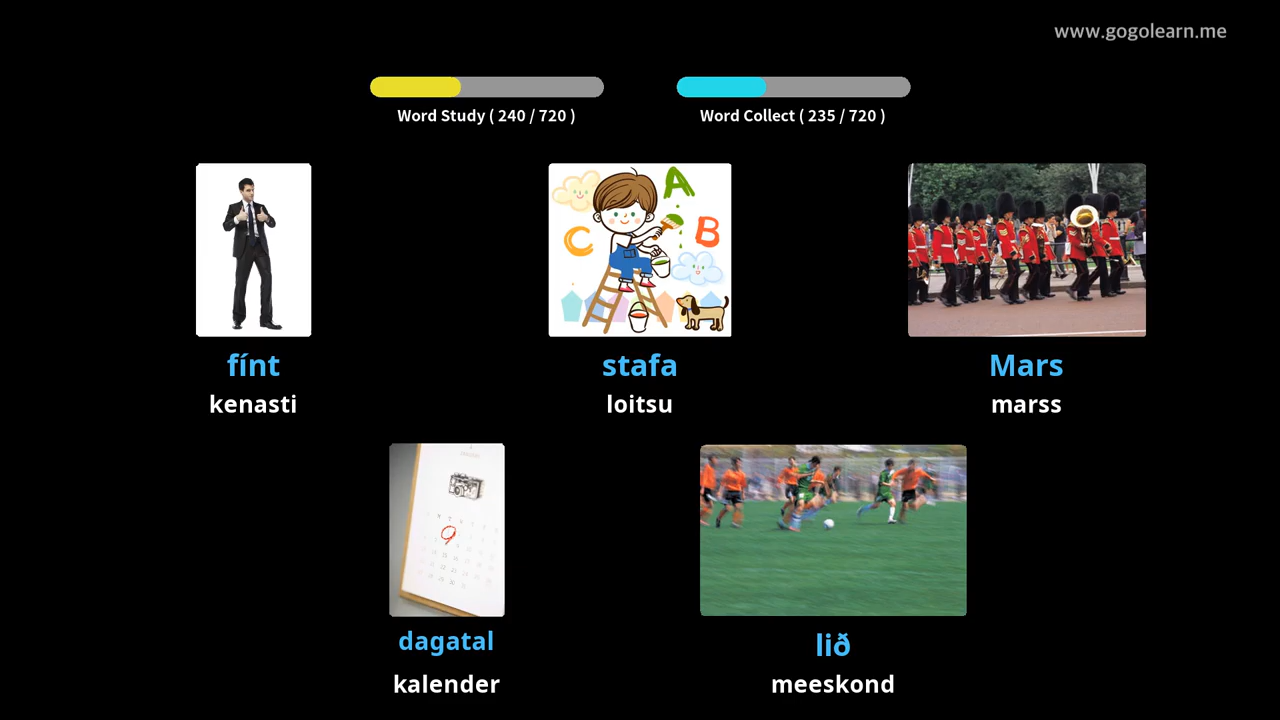 www.gogolearn.me
Word Study ( 240 / 720 )
Word Collect ( 235 / 720 )
A
B
C
fínt
stafa
Mars
kenasti
loitsu
marss
9
dagatal
lið
kalender
meeskond